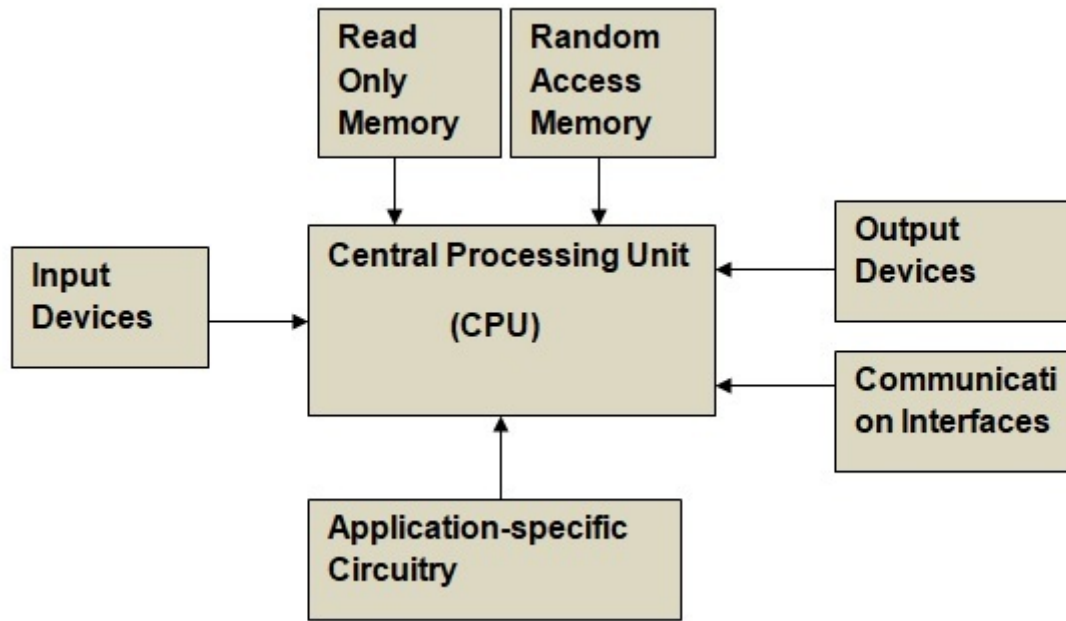 Read
Only
Memory
Random
Access
Memory
Central Processing Unit
(CPU)
Input
Devices
Output
Devices
Communicati
on Interfaces
Application-specific
Circuitry